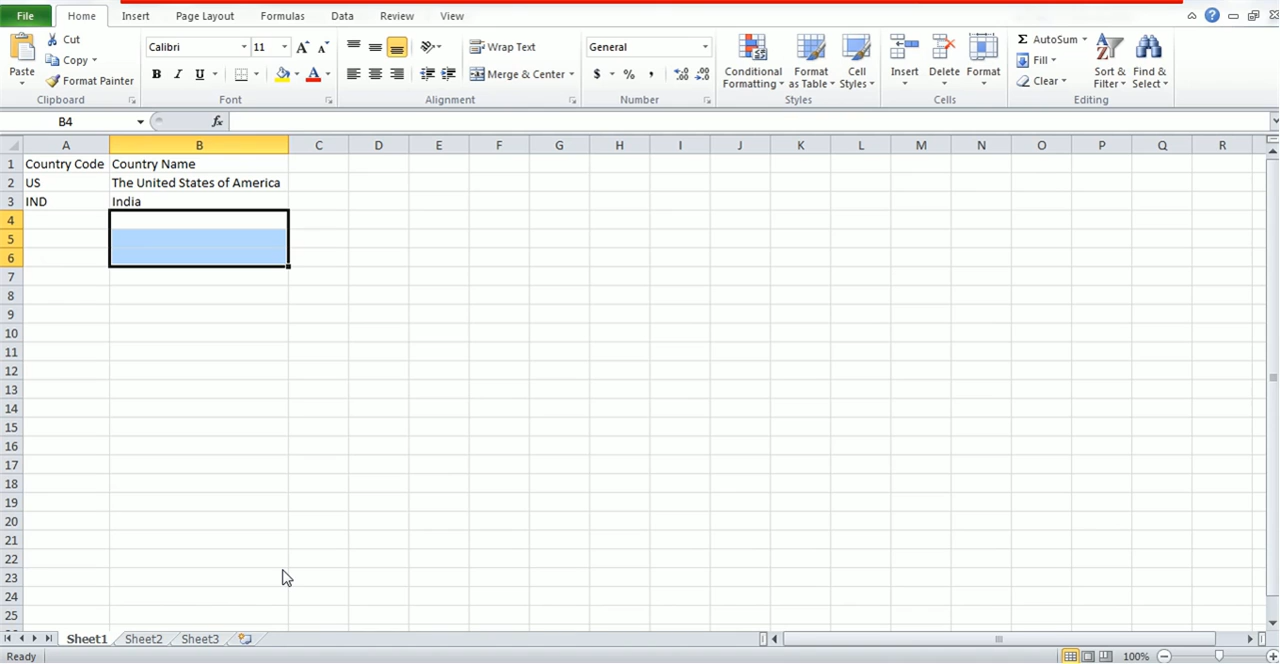 File Home Insert Page Layout Formulas Data Review View
Cut
Copy
Format Painter
Paste
Clipboard
Calibri 11
B I U
Font
Wrap Text
Merge & Center
Alignment
General
$ % ,
Number
Conditional Formatting
Format as Table
Cell Styles
Styles
Insert Delete Format
Cells
Σ AutoSum
Fill
Clear
Sort & Filter
Find & Select
Editing
B4 fx
A B C D E F G H I J K L M N O P Q R
1 Country Code Country Name
2 US The United States of America
3 IND India
4
5
6
7
8
9
10
11
12
13
14
15
16
17
18
19
20
21
22
23
24
25
Sheet1 Sheet2 Sheet3
Ready 100%